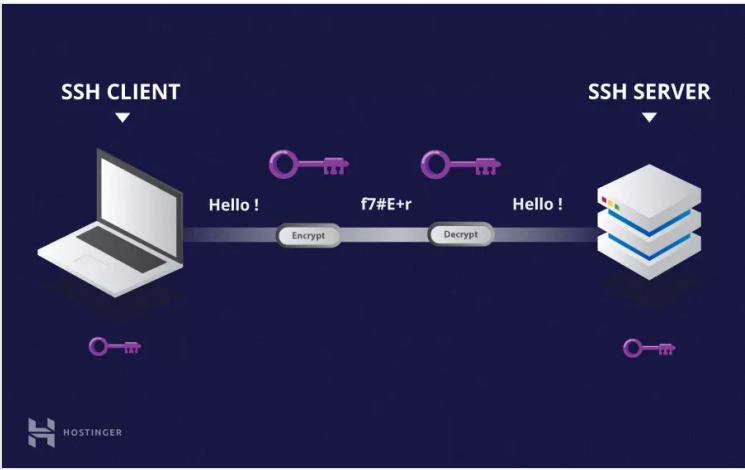 SSH CLIENT
SSH SERVER
Hello !
f7#E+r
Hello !
Encrypt
Decrypt
HOSTINGER